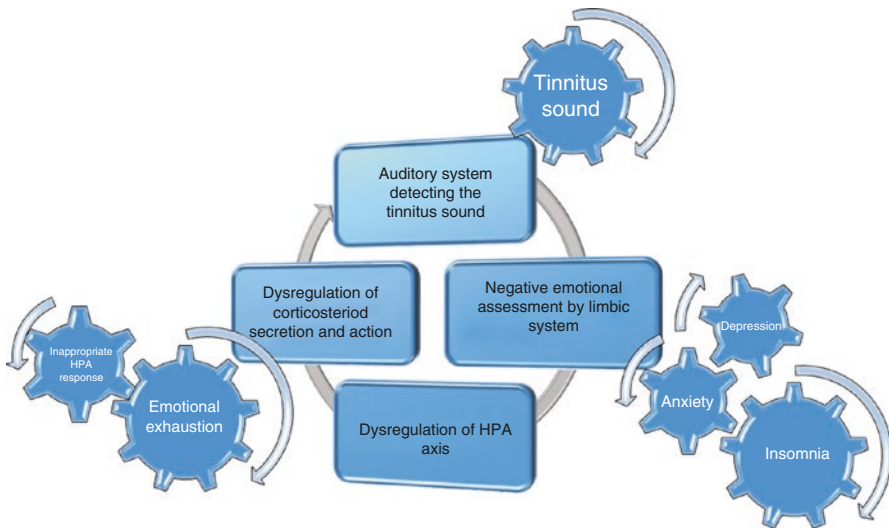 Tinnitus
sound
Auditory system
detecting the
tinnitus sound
Dysregulation of
corticosteriod
secretion and action
Negative emotional
assessment by limbic
system
Depression
Inappropriate
HPA
response
Emotional
exhaustion
Anxiety
Dysregulation of HPA
axis
Insomnia